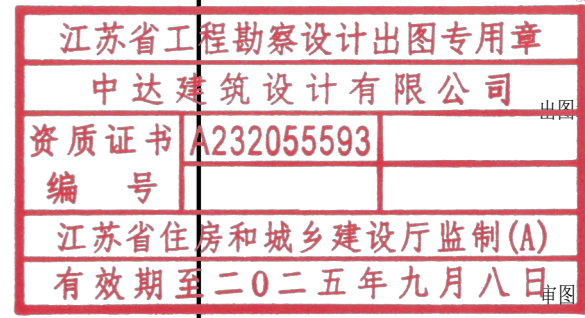 江苏省工程勘察设计出图专用章
中达建筑设计有限公司
出图
资质证书
编号
A232055593
江苏省住房和城乡建设厅监制(A)
有效期至二〇二五年九月八日
审图